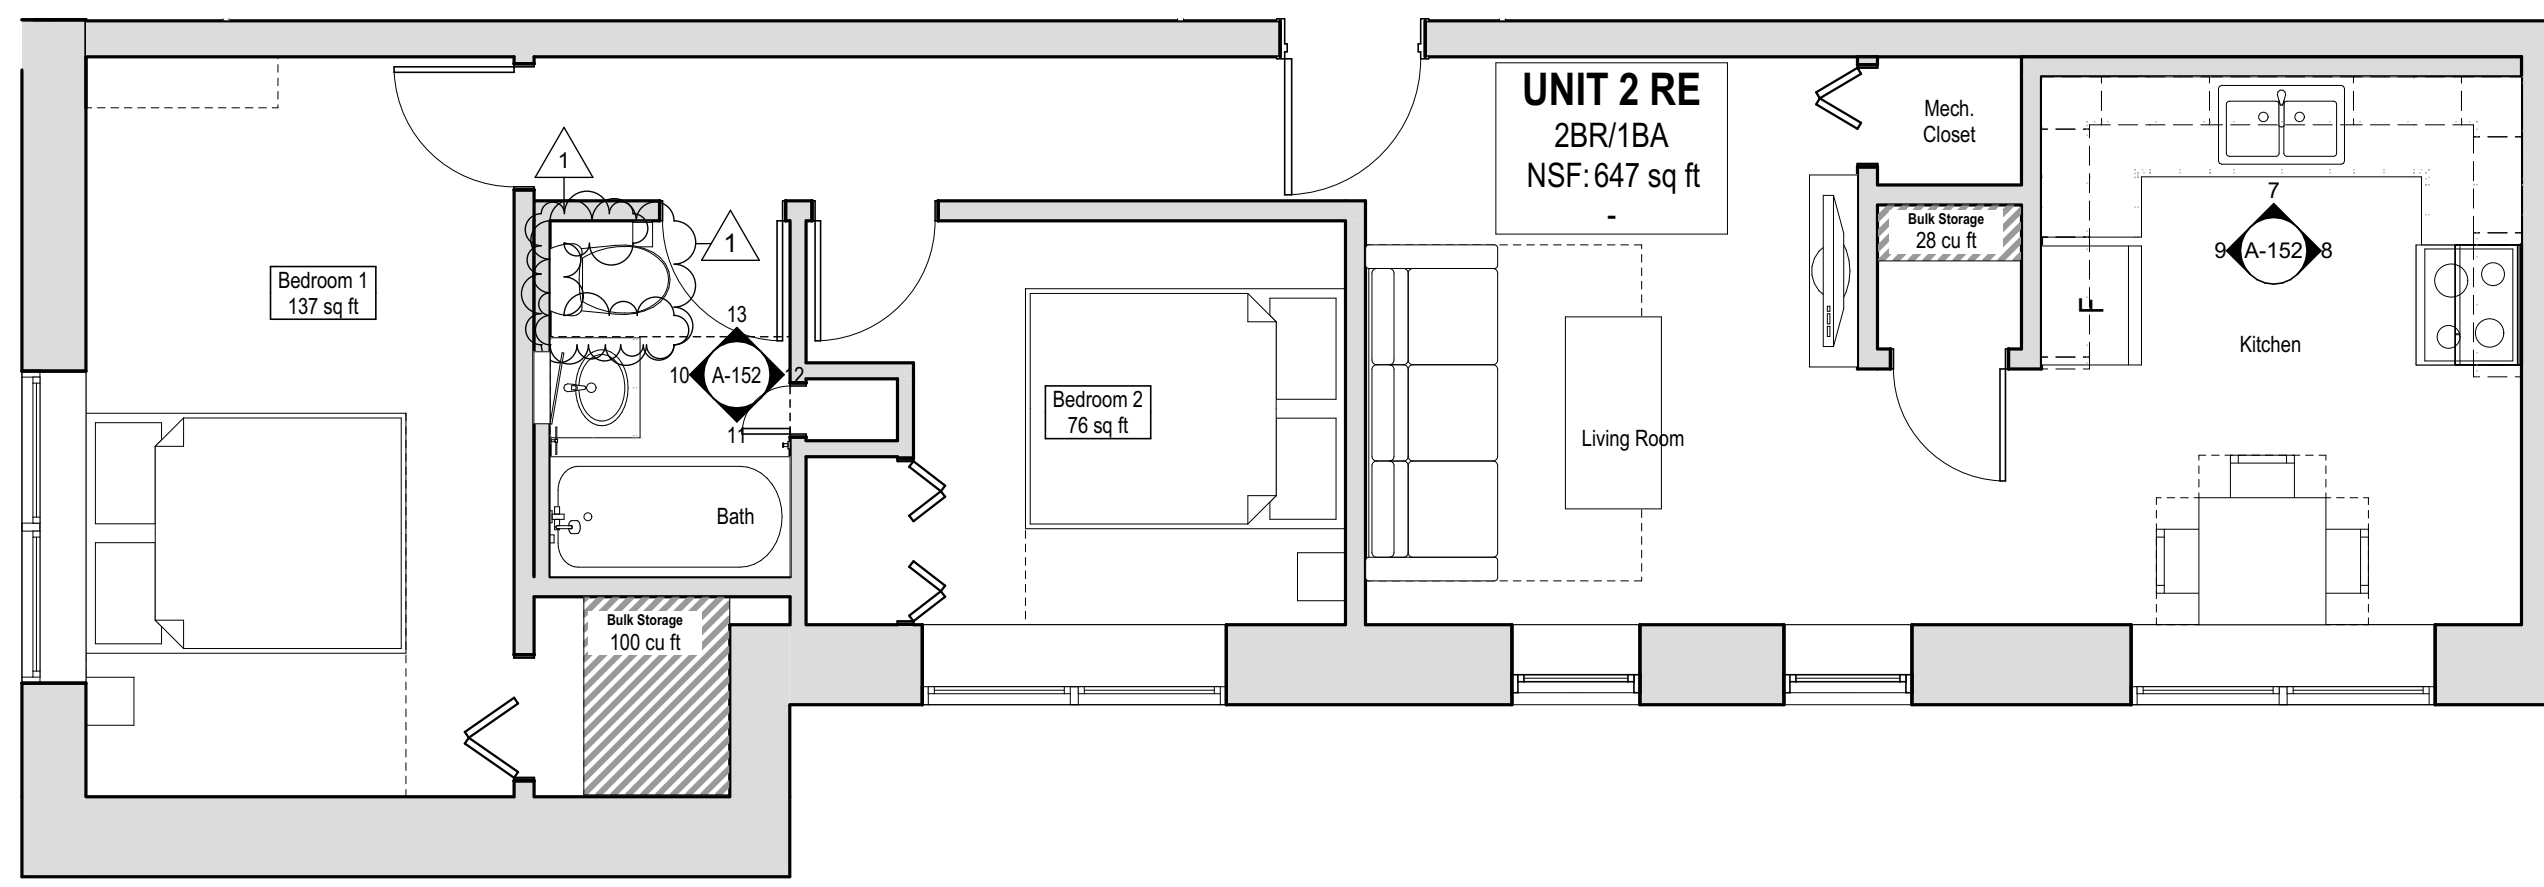 UNIT 2 RE
2BR/1BA
NSF: 647 sq ft
-
Mech.
Closet
1
1
Bulk Storage
28 cu ft
7
9
A-152
8
Bedroom 1
137 sq ft
F
Kitchen
13
10
A-152
12
11
Bedroom 2
76 sq ft
Living Room
Bath
Bulk Storage
100 cu ft